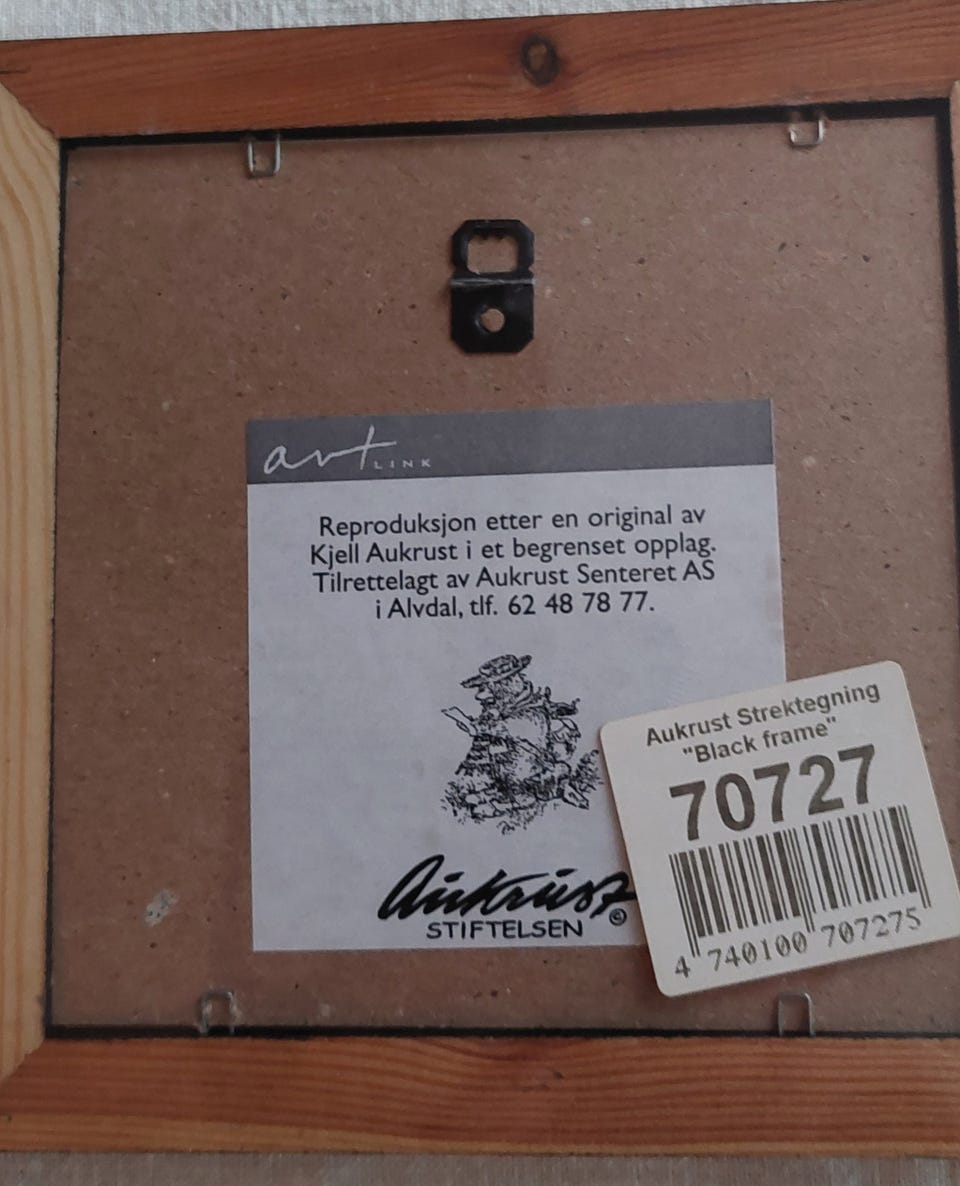 art LINK
Reproduksjon etter en original av
Kjell Aukrust i et begrenset opplag.
Tilrettelagt av Aukrust Senteret AS
i Alvdal, tlf. 62 48 78 77.
Aukrust ©
STIFTELSEN
Aukrust Strektegning
"Black frame"
70727
4 740100 707275